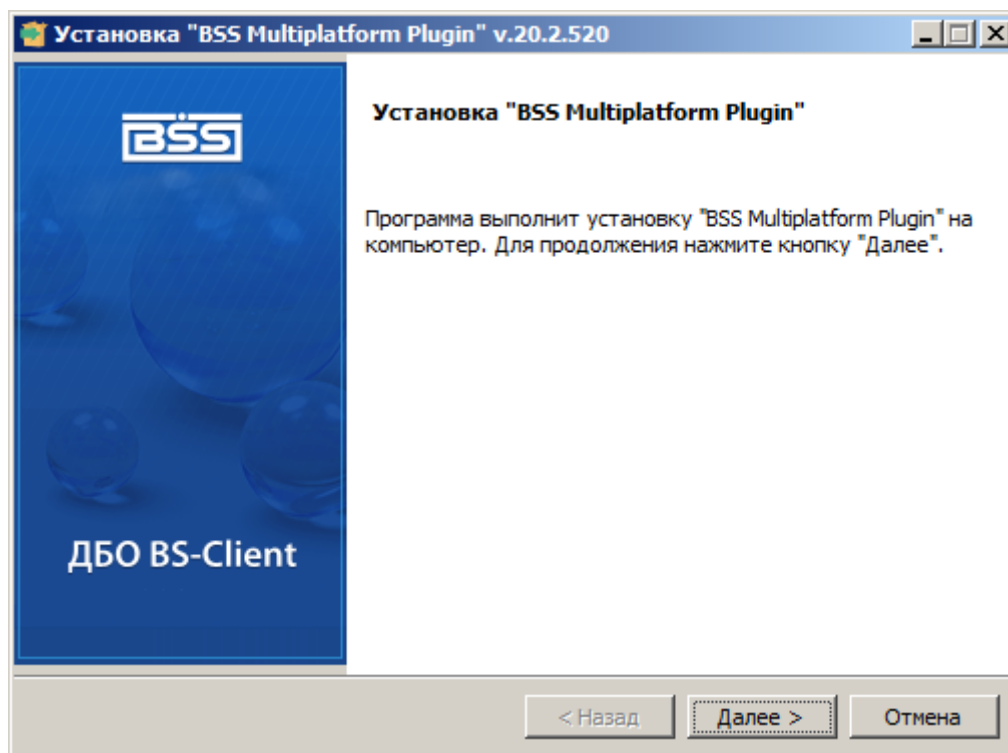 Установка "BSS Multiplatform Plugin" v.20.2.520
BSS
Установка "BSS Multiplatform Plugin"
Программа выполнит установку "BSS Multiplatform Plugin" на
компьютер. Для продолжения нажмите кнопку "Далее".
ДБО BS-Client
< Назад
Далее >
Отмена